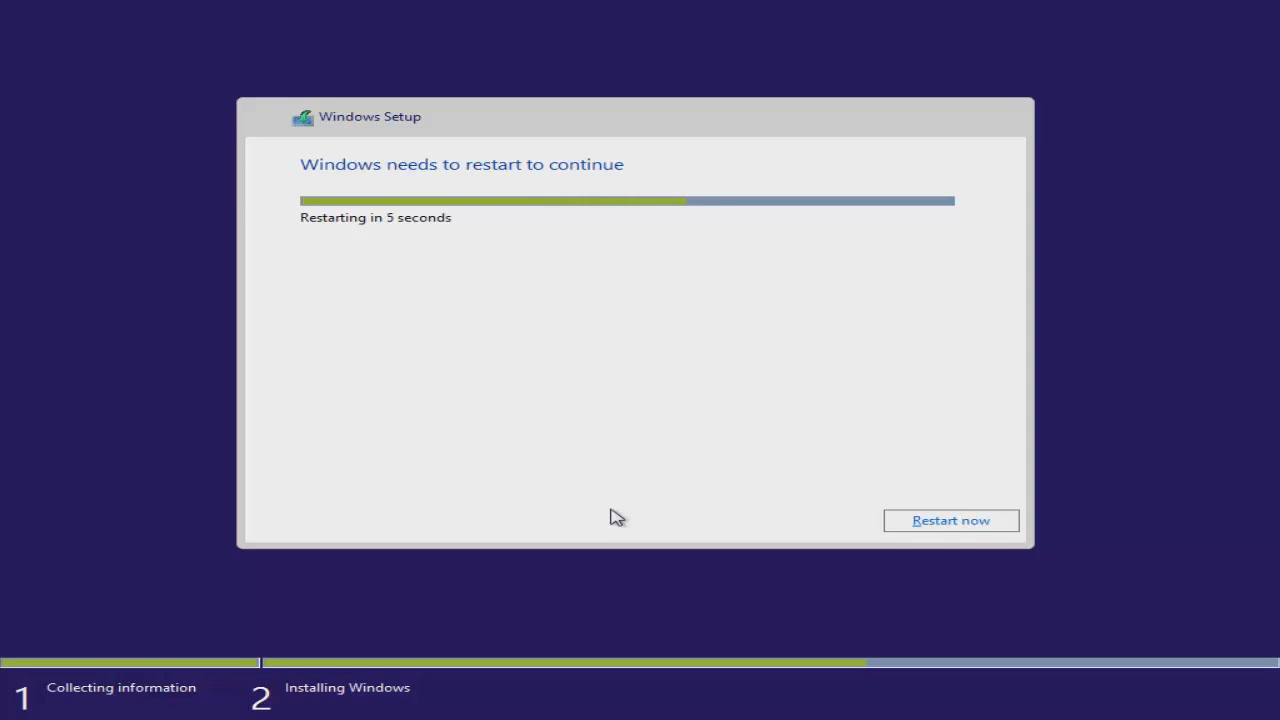 Windows Setup
Windows needs to restart to continue
Restarting in 5 seconds
Restart now
1 Collecting information 2 Installing Windows